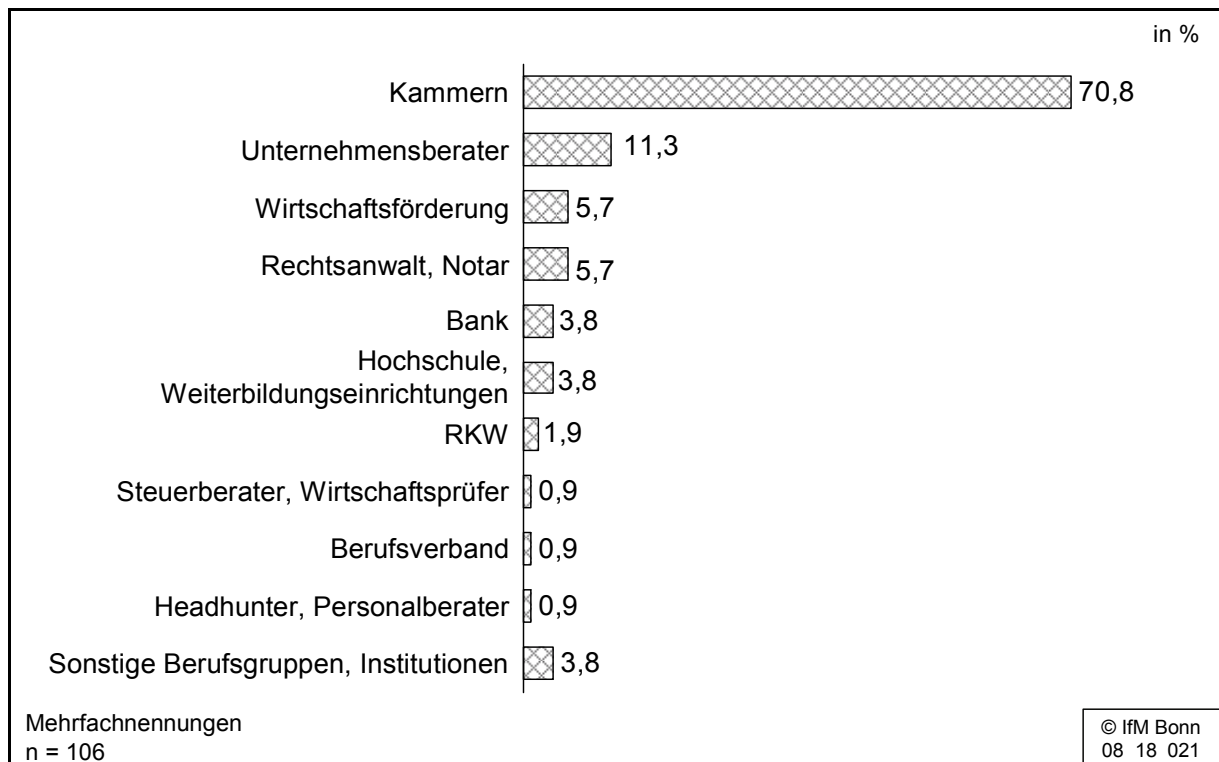 in %
Kammern 70,8
Unternehmensberater 11,3
Wirtschaftsförderung 5,7
Rechtsanwalt, Notar 5,7
Bank 3,8
Hochschule,
Weiterbildungseinrichtungen 3,8
RKW 1,9
Steuerberater, Wirtschaftsprüfer 0,9
Berufsverband 0,9
Headhunter, Personalberater 0,9
Sonstige Berufsgruppen, Institutionen 3,8
Mehrfachnennungen
n = 106
© IfM Bonn
08 18 021